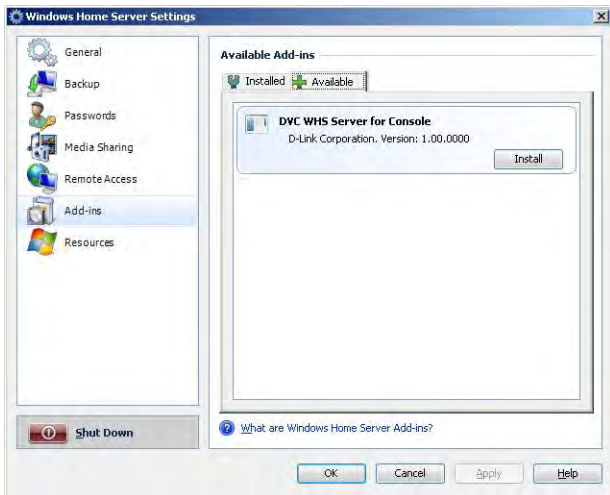 Windows Home Server Settings
General
Backup
Passwords
Media Sharing
Remote Access
Add-ins
Resources
Shut Down
Available Add-ins
Installed
Available
DVC WHS Server for Console
D-Link Corporation. Version: 1.00.0000
Install
What are Windows Home Server Add-ins?
OK
Cancel
Apply
Help